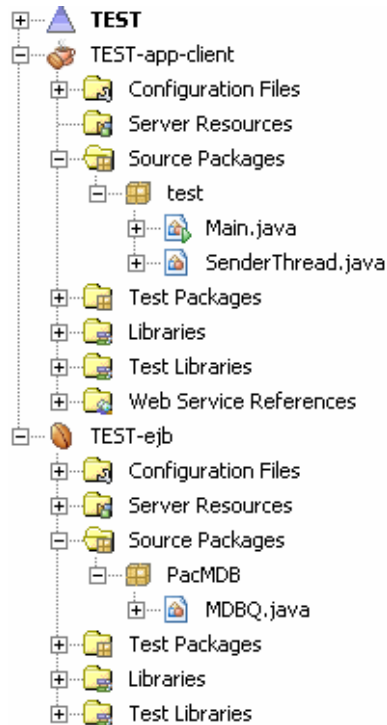 TEST
TEST-app-client
Configuration Files
Server Resources
Source Packages
test
Main.java
SenderThread.java
Test Packages
Libraries
Test Libraries
Web Service References
TEST-ejb
Configuration Files
Server Resources
Source Packages
PacMDB
MDBQ.java
Test Packages
Libraries
Test Libraries